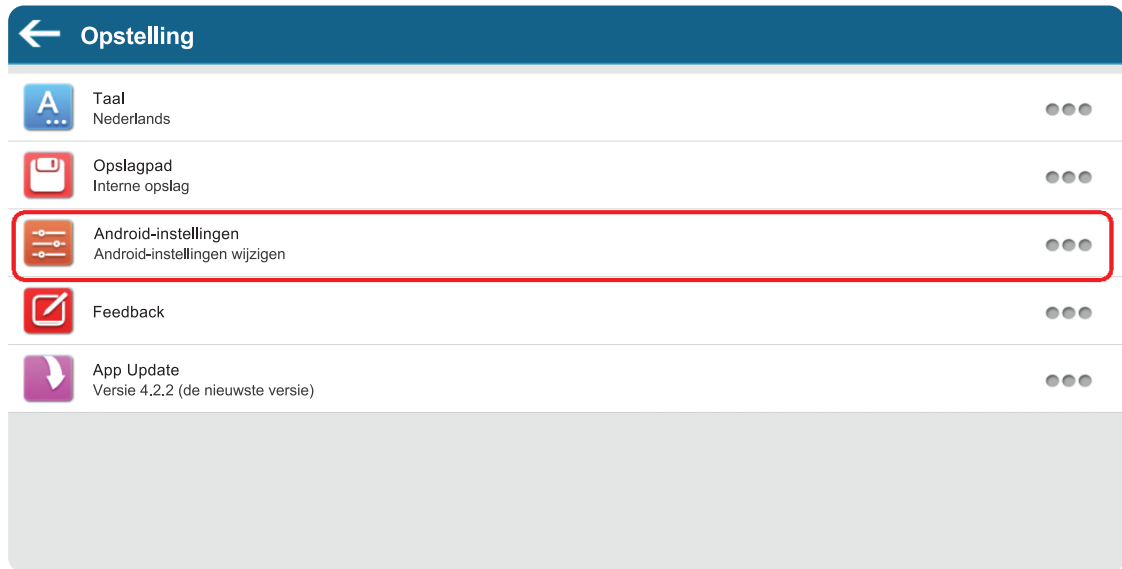 Opstelling
Taal
Nederlands
Opslagpad
Interne opslag
Android-instellingen
Android-instellingen wijzigen
Feedback
App Update
Versie 4.2.2 (de nieuwste versie)